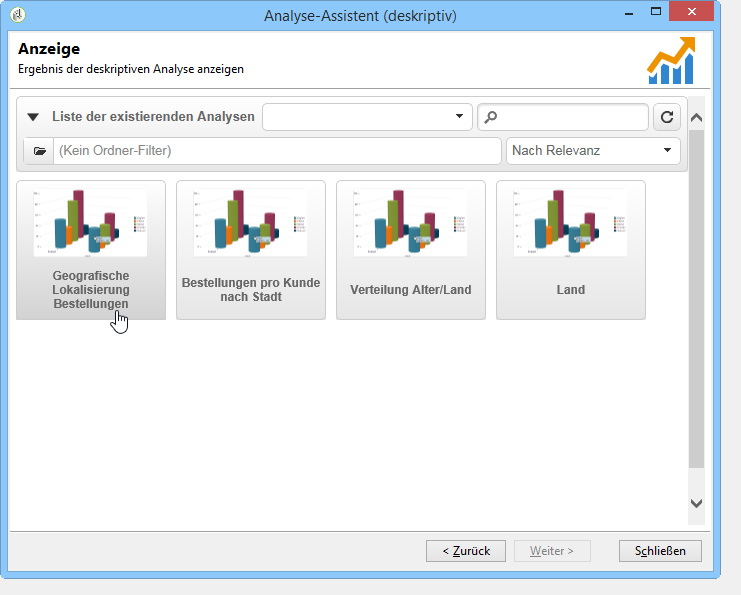 Analyse-Assistent (deskriptiv)
Anzeige
Ergebnis der deskriptiven Analyse anzeigen
Liste der existierenden Analysen
(Kein Ordner-Filter)
Nach Relevanz
Geografische
Lokalisierung
Bestellungen
Bestellungen pro Kunde
nach Stadt
Verteilung Alter/Land
Land
< Zurück
Weiter >
Schließen